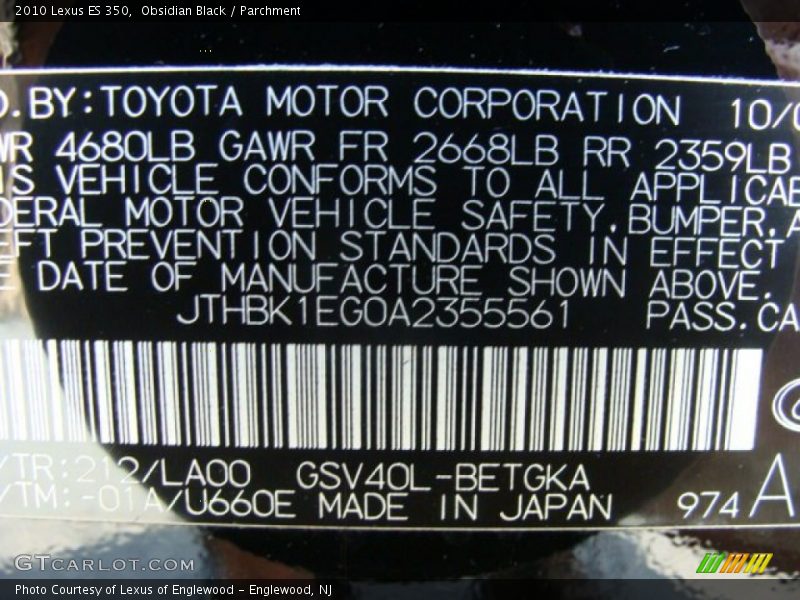 2010 Lexus ES 350,  Obsidian Black / Parchment
D.BY:TOYOTA MOTOR CORPORATION 10/0
WR 4680LB GAWR FR 2668LB RR 2359LB
IS VEHICLE CONFORMS TO ALL APPLICAB
DERAL MOTOR VEHICLE SAFETY,BUMPER,A
EFT PREVENTION STANDARDS IN EFFECT
E DATE OF MANUFACTURE SHOWN ABOVE.
JTHBK1EG0A2355561 PASS.CA
/TR:212/LA00 GSV40L-BETGKA
/TM:-01A/U660E MADE IN JAPAN 974 A
GTCARLOT.COM
Photo Courtesy of Lexus of Englewood – Englewood, NJ